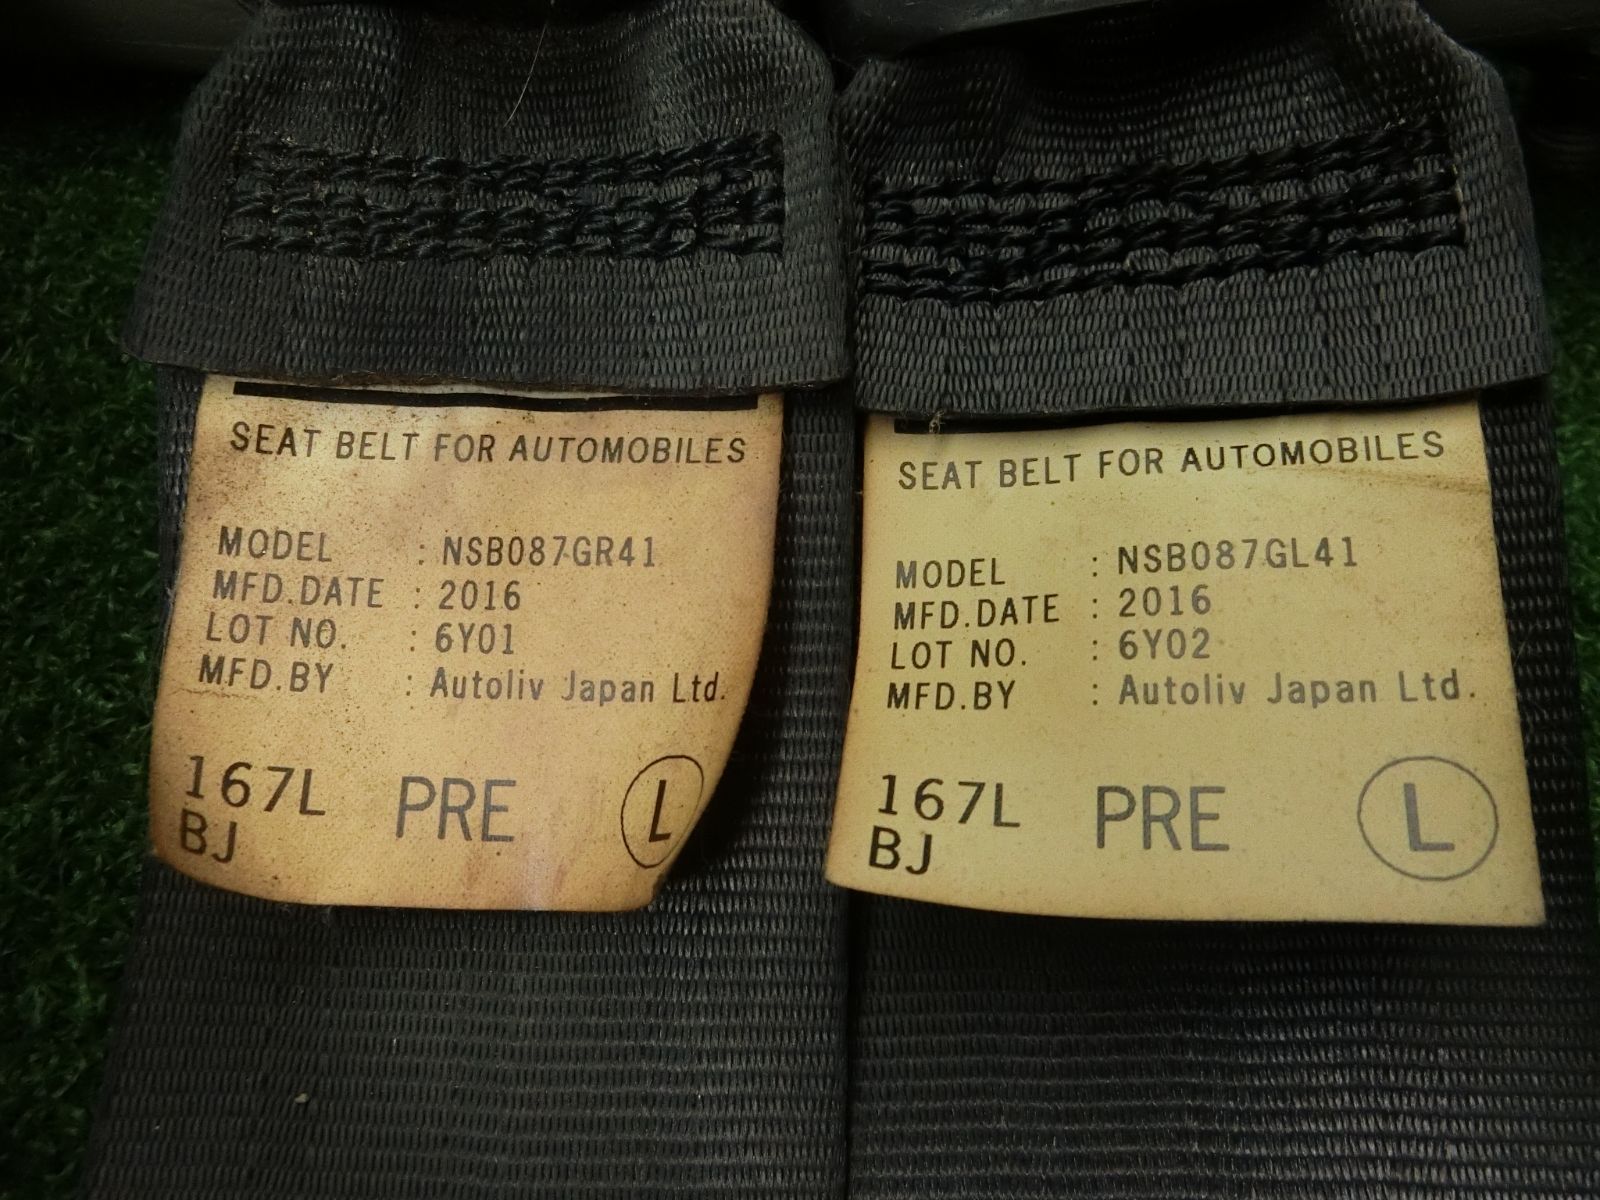 SEAT BELT FOR AUTOMOBILES
MODEL : NSB087GR41
MFD.DATE : 2016
LOT NO. : 6Y01
MFD.BY : Autoliv Japan Ltd.
167L PRE L
BJ
SEAT BELT FOR AUTOMOBILES
MODEL : NSB087GL41
MFD.DATE : 2016
LOT NO. : 6Y02
MFD.BY : Autoliv Japan Ltd.
167L PRE L
BJ